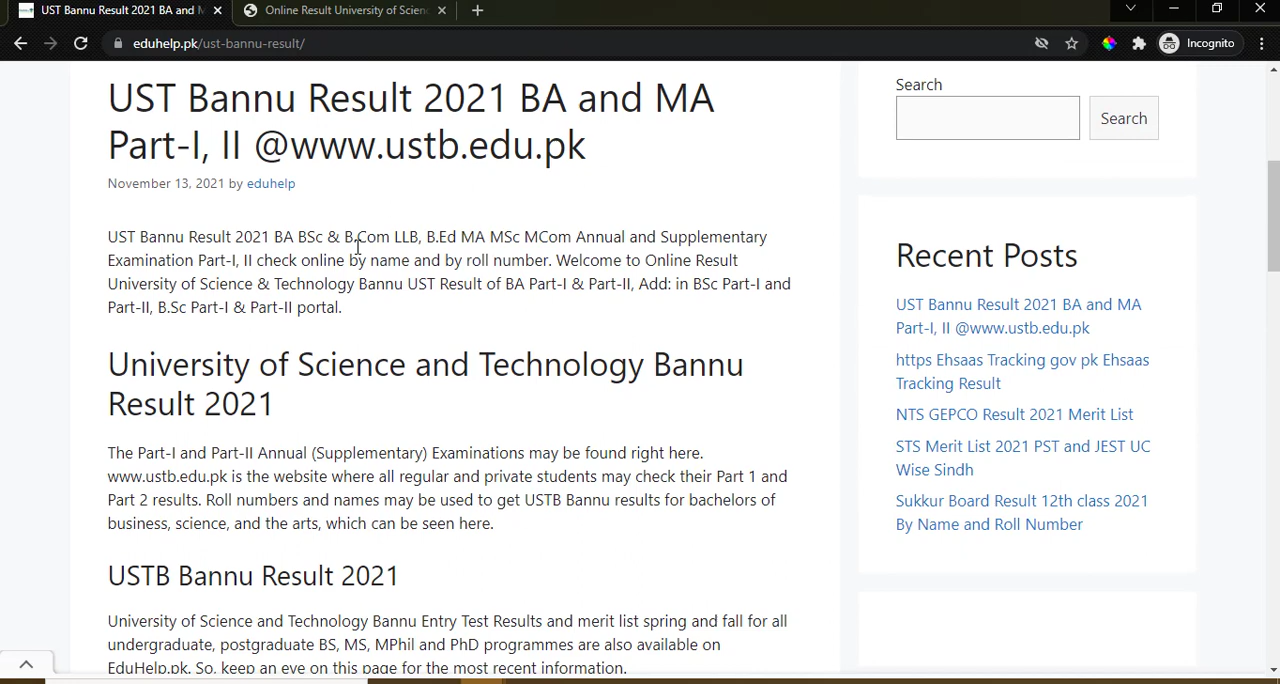 UST Bannu Result 2021 BA and M
Online Result University of Scien
eduhelp.pk/ust-bannu-result/
Incognito
UST Bannu Result 2021 BA and MA
Part-I, II @www.ustb.edu.pk
November 13, 2021 by eduhelp
UST Bannu Result 2021 BA BSc & B.Com LLB, B.Ed MA MSc MCom Annual and Supplementary
Examination Part-I, II check online by name and by roll number. Welcome to Online Result
University of Science & Technology Bannu UST Result of BA Part-I & Part-II, Add: in BSc Part-I and
Part-II, B.Sc Part-I & Part-II portal.
University of Science and Technology Bannu
Result 2021
The Part-I and Part-II Annual (Supplementary) Examinations may be found right here.
www.ustb.edu.pk is the website where all regular and private students may check their Part 1 and
Part 2 results. Roll numbers and names may be used to get USTB Bannu results for bachelors of
business, science, and the arts, which can be seen here.
USTB Bannu Result 2021
University of Science and Technology Bannu Entry Test Results and merit list spring and fall for all
undergraduate, postgraduate BS, MS, MPhil and PhD programmes are also available on
EduHelp.pk. So, keep an eye on this page for the most recent information.
Search
Search
Recent Posts
UST Bannu Result 2021 BA and MA
Part-I, II @www.ustb.edu.pk
https Ehsaas Tracking gov pk Ehsaas
Tracking Result
NTS GEPCO Result 2021 Merit List
STS Merit List 2021 PST and JEST UC
Wise Sindh
Sukkur Board Result 12th class 2021
By Name and Roll Number